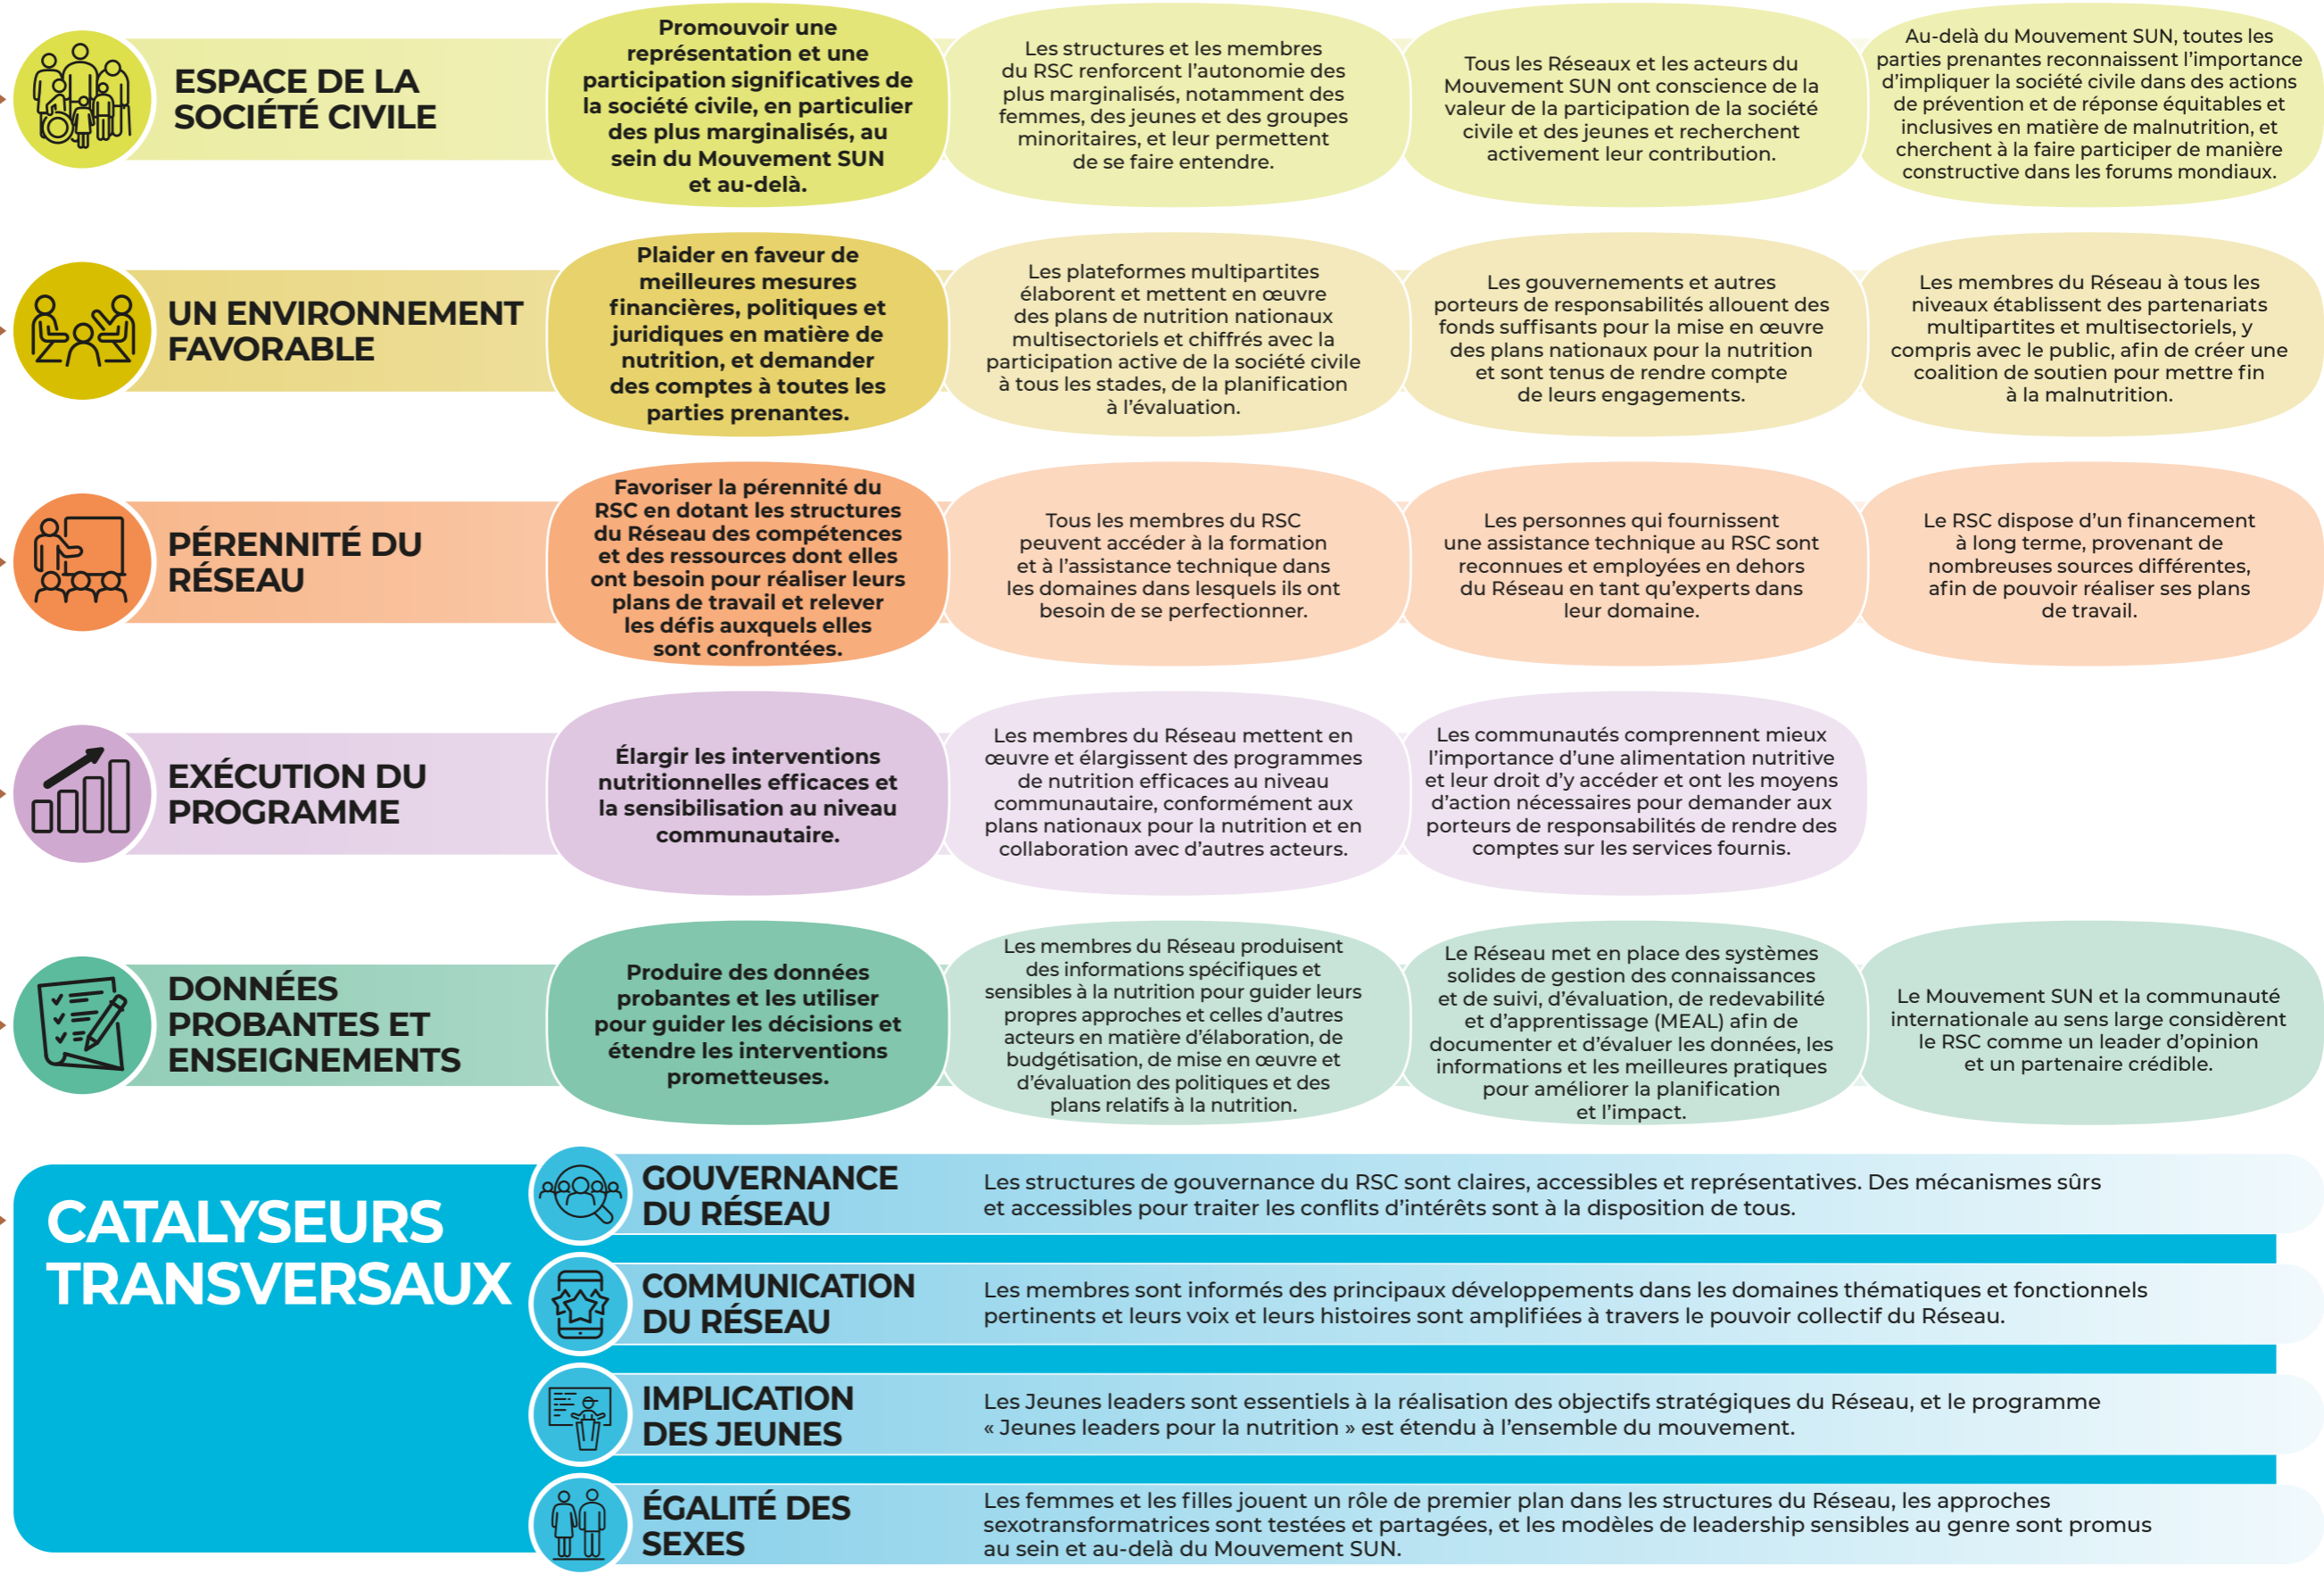 ESPACE DE LA
SOCIÉTÉ CIVILE
Promouvoir une
représentation et une
participation significatives de
la société civile, en particulier
des plus marginalisés, au
sein du Mouvement SUN
et au-delà.
Les structures et les membres
du RSC renforcent l’autonomie des
plus marginalisés, notamment des
femmes, des jeunes et des groupes
minoritaires, et leur permettent
de se faire entendre.
Tous les Réseaux et les acteurs du
Mouvement SUN ont conscience de la
valeur de la participation de la société
civile et des jeunes et recherchent
activement leur contribution.
Au-delà du Mouvement SUN, toutes les
parties prenantes reconnaissent l’importance
d’impliquer la société civile dans des actions
de prévention et de réponse équitables et
inclusives en matière de malnutrition, et
cherchent à la faire participer de manière
constructive dans les forums mondiaux.
UN ENVIRONNEMENT
FAVORABLE
Plaider en faveur de
meilleures mesures
financières, politiques et
juridiques en matière de
nutrition, et demander
des comptes à toutes les
parties prenantes.
Les plateformes multipartites
élaborent et mettent en œuvre
des plans de nutrition nationaux
multisectoriels et chiffrés avec la
participation active de la société civile
à tous les stades, de la planification
à l’évaluation.
Les gouvernements et autres
porteurs de responsabilités allouent des
fonds suffisants pour la mise en œuvre
des plans nationaux pour la nutrition
et sont tenus de rendre compte
de leurs engagements.
Les membres du Réseau à tous les
niveaux établissent des partenariats
multipartites et multisectoriels, y
compris avec le public, afin de créer une
coalition de soutien pour mettre fin
à la malnutrition.
PÉRENNITÉ DU
RÉSEAU
Favoriser la pérennité du
RSC en dotant les structures
du Réseau des compétences
et des ressources dont elles
ont besoin pour réaliser leurs
plans de travail et relever
les défis auxquels elles
sont confrontées.
Tous les membres du RSC
peuvent accéder à la formation
et à l’assistance technique dans
les domaines dans lesquels ils ont
besoin de se perfectionner.
Les personnes qui fournissent
une assistance technique au RSC sont
reconnues et employées en dehors
du Réseau en tant qu’experts dans
leur domaine.
Le RSC dispose d’un financement
à long terme, provenant de
nombreuses sources différentes,
afin de pouvoir réaliser ses plans
de travail.
EXÉCUTION DU
PROGRAMME
Élargir les interventions
nutritionnelles efficaces et
la sensibilisation au niveau
communautaire.
Les membres du Réseau mettent en
œuvre et élargissent des programmes
de nutrition efficaces au niveau
communautaire, conformément aux
plans nationaux pour la nutrition et en
collaboration avec d’autres acteurs.
Les communautés comprennent mieux
l’importance d’une alimentation nutritive
et leur droit d’y accéder et ont les moyens
d’action nécessaires pour demander aux
porteurs de responsabilités de rendre des
comptes sur les services fournis.
DONNÉES
PROBANTES ET
ENSEIGNEMENTS
Produire des données
probantes et les utiliser
pour guider les décisions et
étendre les interventions
prometteuses.
Les membres du Réseau produisent
des informations spécifiques et
sensibles à la nutrition pour guider leurs
propres approches et celles d’autres
acteurs en matière d’élaboration, de
budgétisation, de mise en œuvre et
d’évaluation des politiques et des
plans relatifs à la nutrition.
Le Réseau met en place des systèmes
solides de gestion des connaissances
et de suivi, d’évaluation, de redevabilité
et d’apprentissage (MEAL) afin de
documenter et d’évaluer les données, les
informations et les meilleures pratiques
pour améliorer la planification
et l’impact.
Le Mouvement SUN et la communauté
internationale au sens large considèrent
le RSC comme un leader d’opinion
et un partenaire crédible.
CATALYSEURS
TRANSVERSAUX
GOUVERNANCE
DU RÉSEAU
Les structures de gouvernance du RSC sont claires, accessibles et représentatives. Des mécanismes sûrs
et accessibles pour traiter les conflits d’intérêts sont à la disposition de tous.
COMMUNICATION
DU RÉSEAU
Les membres sont informés des principaux développements dans les domaines thématiques et fonctionnels
pertinents et leurs voix et leurs histoires sont amplifiées à travers le pouvoir collectif du Réseau.
IMPLICATION
DES JEUNES
Les Jeunes leaders sont essentiels à la réalisation des objectifs stratégiques du Réseau, et le programme
« Jeunes leaders pour la nutrition » est étendu à l’ensemble du mouvement.
ÉGALITÉ DES
SEXES
Les femmes et les filles jouent un rôle de premier plan dans les structures du Réseau, les approches
sexotransformatrices sont testées et partagées, et les modèles de leadership sensibles au genre sont promus
au sein et au-delà du Mouvement SUN.